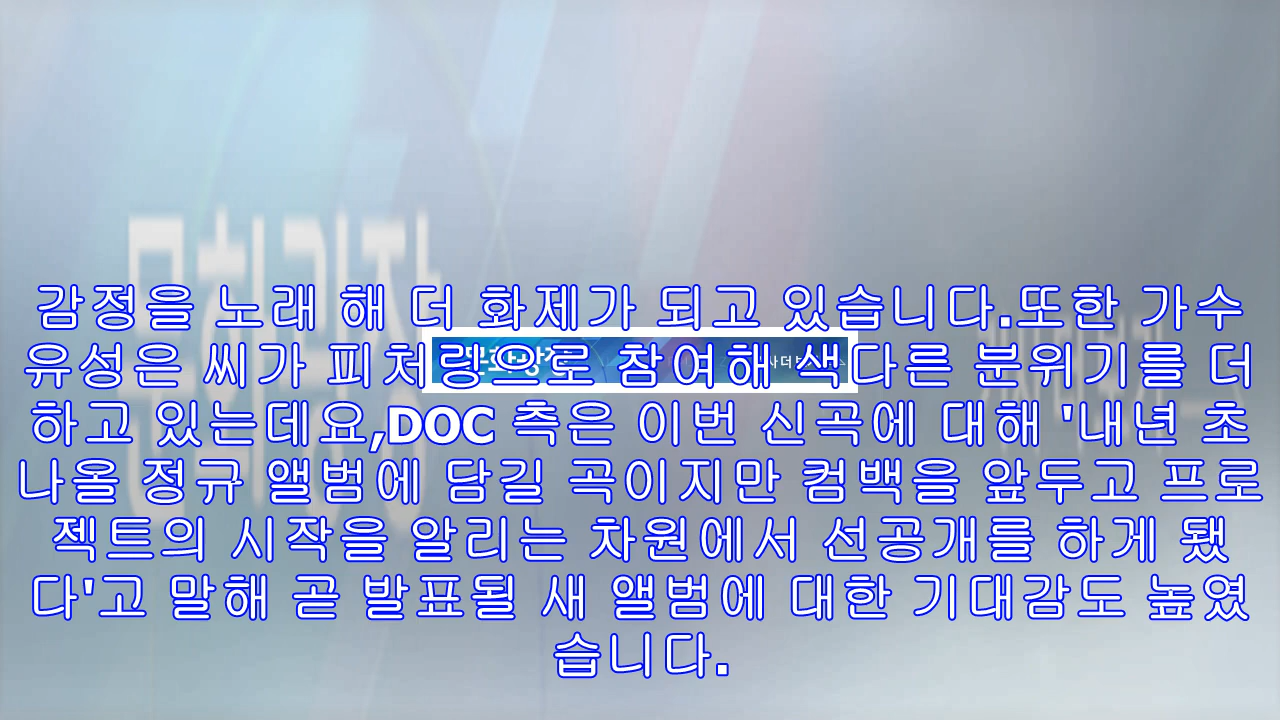 감정을 노래 해 더 화제가 되고 있습니다.또한 가수
유성은 씨가 피처링으로 참여해 색다른 분위기를 더
하고 있는데요,DOC 측은 이번 신곡에 대해 '내년 초
나올 정규 앨범에 담길 곡이지만 컴백을 앞두고 프로
젝트의 시작을 알리는 차원에서 선공개를 하게 됐
다'고 말해 곧 발표될 새 앨범에 대한 기대감도 높였
습니다.
문화광장